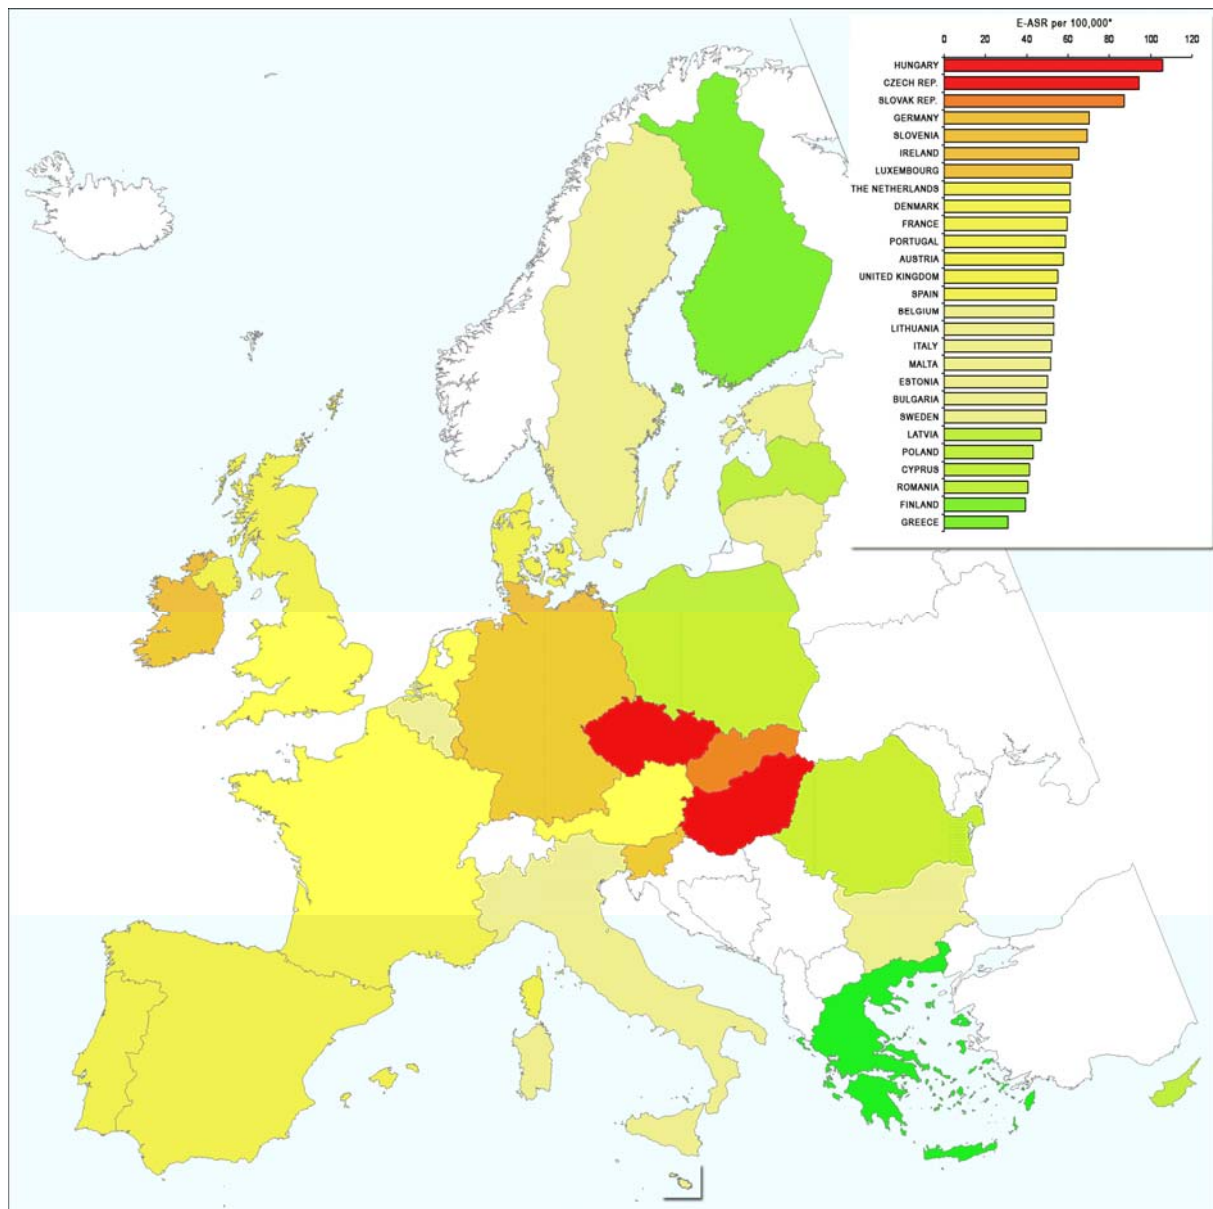 E-ASR per 100,000*
0 20 40 60 80 100 120
HUNGARY
CZECH REP.
SLOVAK REP.
GERMANY
SLOVENIA
IRELAND
LUXEMBOURG
THE NETHERLANDS
DENMARK
FRANCE
PORTUGAL
AUSTRIA
UNITED KINGDOM
SPAIN
BELGIUM
LITHUANIA
ITALY
MALTA
ESTONIA
BULGARIA
SWEDEN
LATVIA
POLAND
CYPRUS
ROMANIA
FINLAND
GREECE